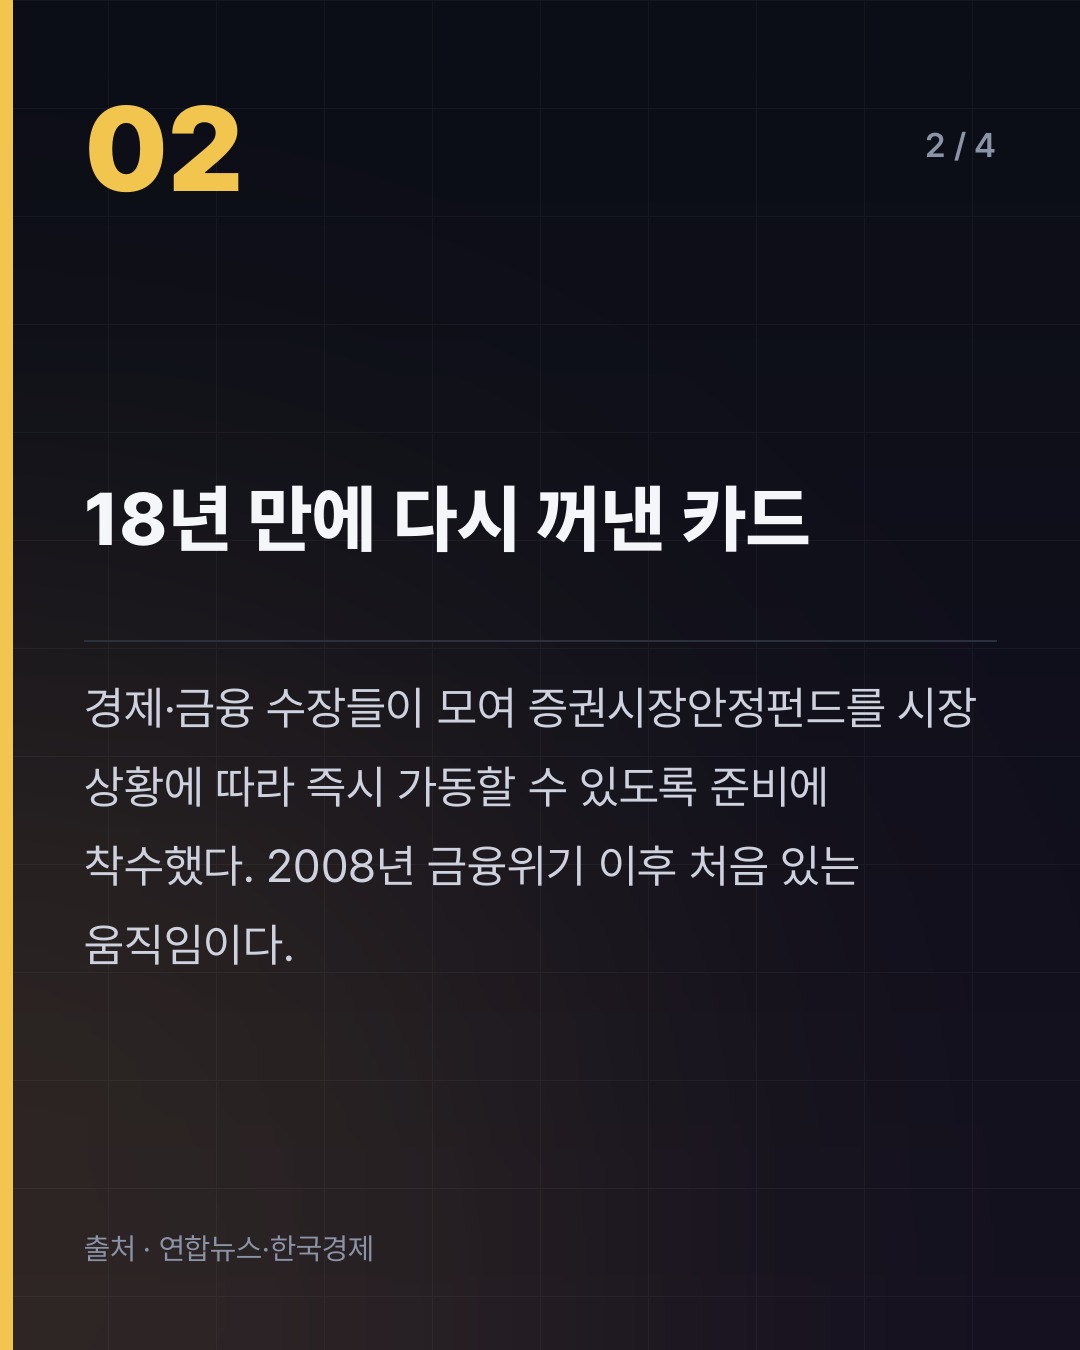 02
2 / 4
18년 만에 다시 꺼낸 카드
경제·금융 수장들이 모여 증권시장안정펀드를 시장
상황에 따라 즉시 가동할 수 있도록 준비에
착수했다. 2008년 금융위기 이후 처음 있는
움직임이다.
출처 · 연합뉴스·한국경제